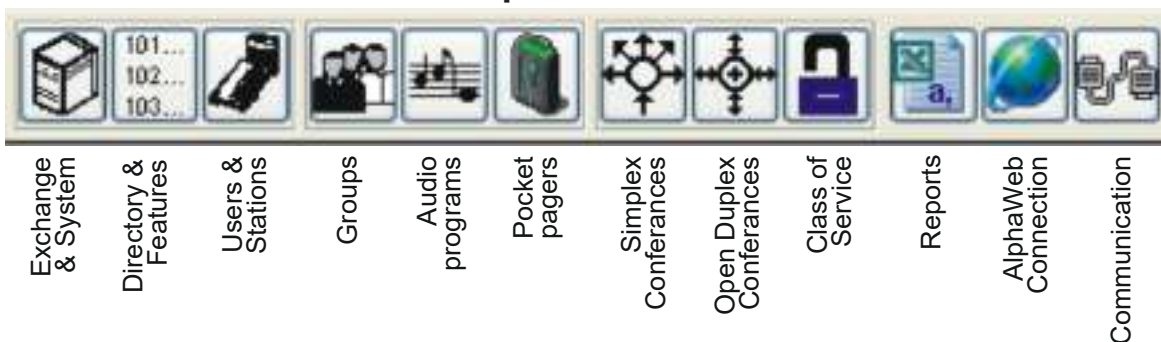 101...
102...
103...
a,
Exchange
& System
Directory &
Features
Users &
Stations
Groups
Audio
programs
Pocket
pagers
Simplex
Conferances
Open Duplex
Conferances
Class of
Service
Reports
AlphaWeb
Connection
Communication